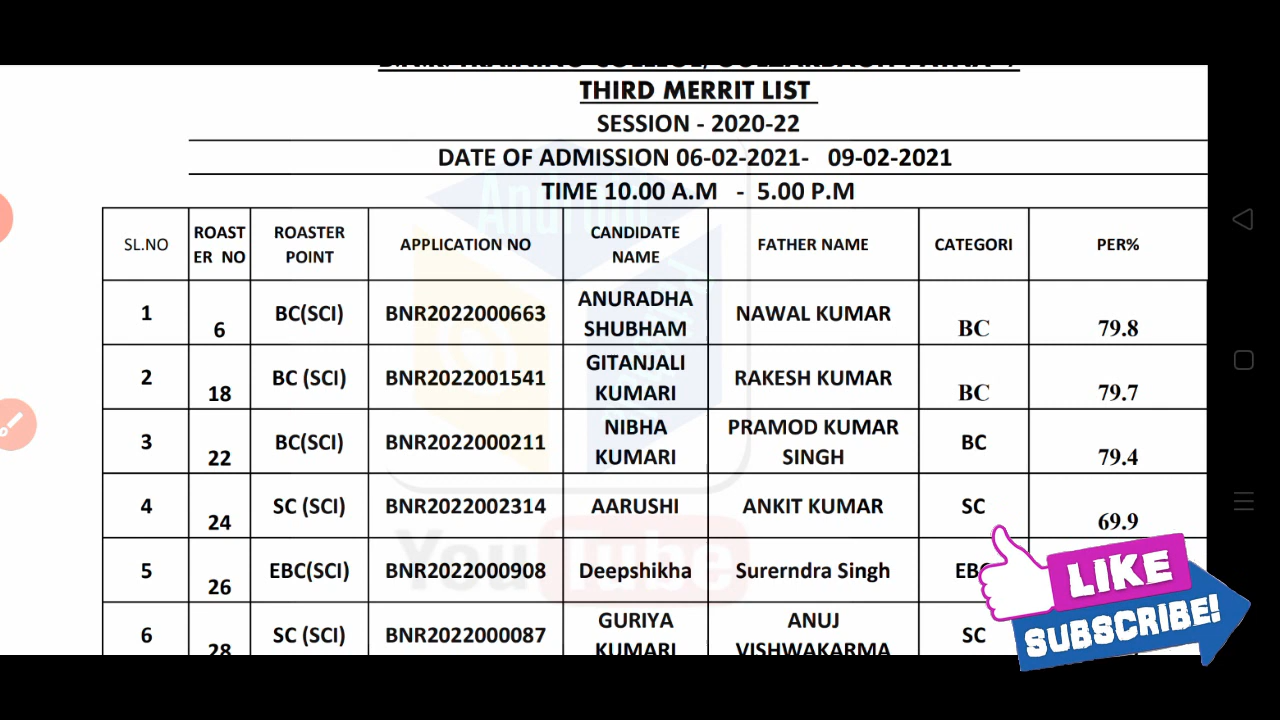 THIRD MERRIT LIST
SESSION - 2020-22
DATE OF ADMISSION 06-02-2021- 09-02-2021
TIME 10.00 A.M - 5.00 P.M
SL.NO ROAST ER NO ROASTER POINT APPLICATION NO CANDIDATE NAME FATHER NAME CATEGORI PER%
1 6 BC(SCI) BNR2022000663 ANURADHA SHUBHAM NAWAL KUMAR BC 79.8
2 18 BC (SCI) BNR2022001541 GITANJALI KUMARI RAKESH KUMAR BC 79.7
3 22 BC(SCI) BNR2022000211 NIBHA KUMARI PRAMOD KUMAR SINGH BC 79.4
4 24 SC (SCI) BNR2022002314 AARUSHI ANKIT KUMAR SC 69.9
5 26 EBC(SCI) BNR2022000908 Deepshikha Surerndra Singh
6 28 SC (SCI) BNR2022000087 GURIYA KUMARI ANUJ VISHWAKARMA SC
YouTube
LIKE
SUBSCRIBE!